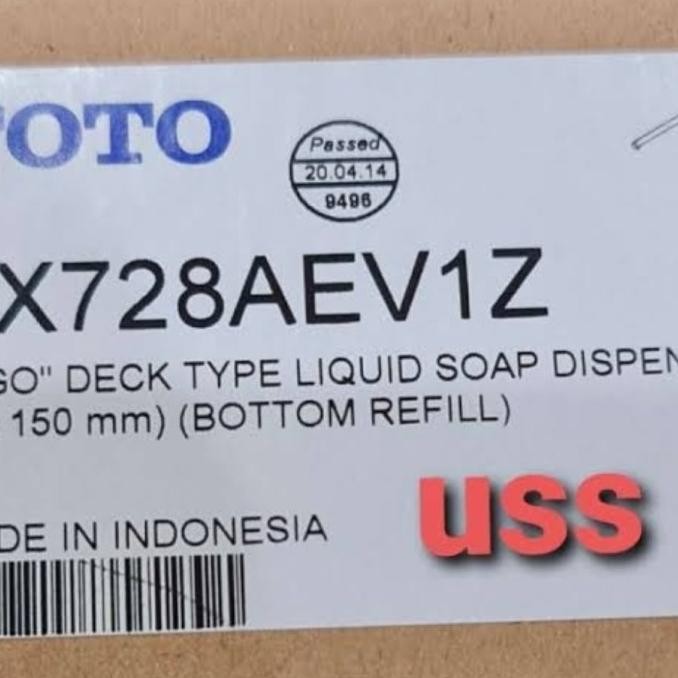 TOTO
Passed
20.04.14
9496
X728AEV1Z
GO" DECK TYPE LIQUID SOAP DISPEN
150 mm) (BOTTOM REFILL)
DE IN INDONESIA
uss